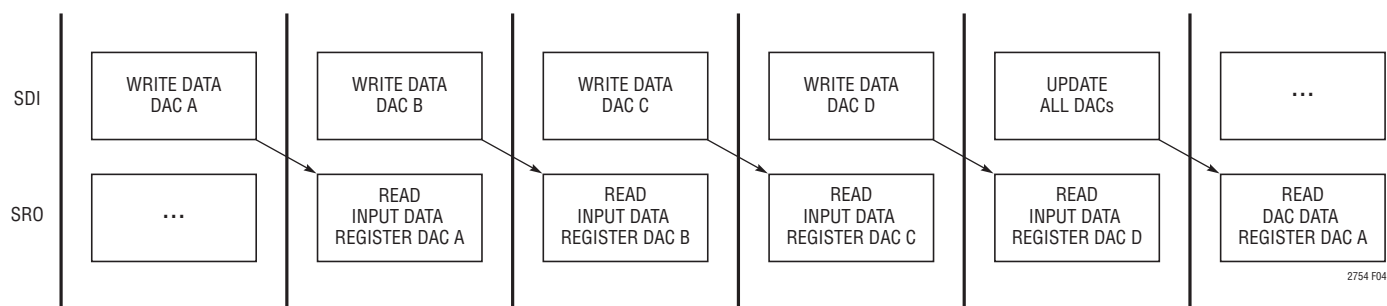 SDI
WRITE DATA
DAC A
WRITE DATA
DAC B
WRITE DATA
DAC C
WRITE DATA
DAC D
UPDATE
ALL DACs
...
SRO
...
READ
INPUT DATA
REGISTER DAC A
READ
INPUT DATA
REGISTER DAC B
READ
INPUT DATA
REGISTER DAC C
READ
INPUT DATA
REGISTER DAC D
READ
DAC DATA
REGISTER DAC A
2754 F04